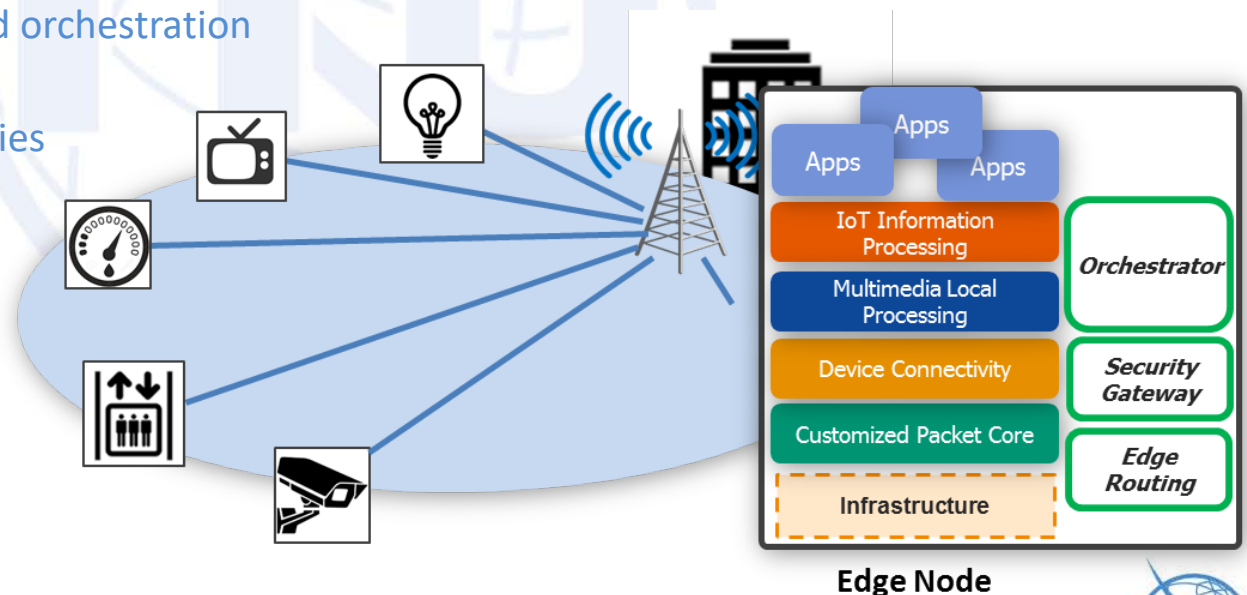 d orchestration
ies
Apps
Apps
Apps
IoT Information
Processing
Multimedia Local
Processing
Device Connectivity
Customized Packet Core
Infrastructure
Orchestrator
Security
Gateway
Edge
Routing
Edge Node